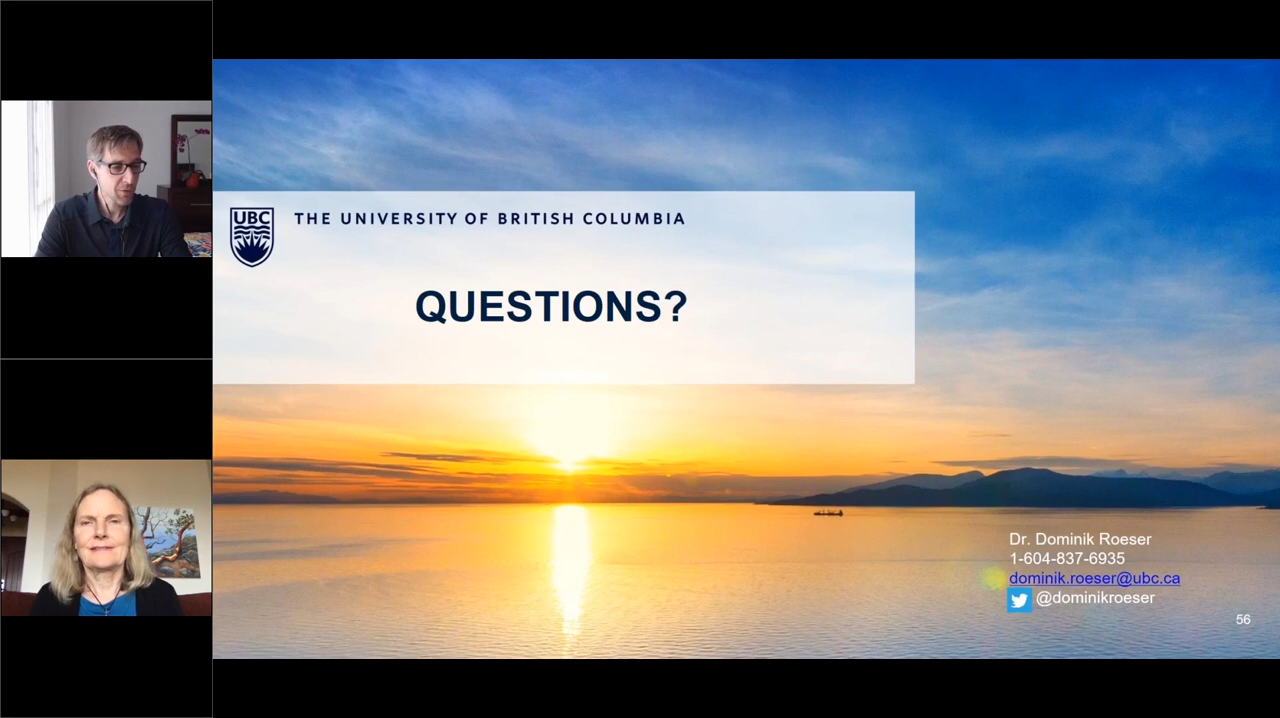 UBC
THE UNIVERSITY OF BRITISH COLUMBIA
QUESTIONS?
Dr. Dominik Roeser
1-604-837-6935
dominik.roeser@ubc.ca
@dominikroeser
56